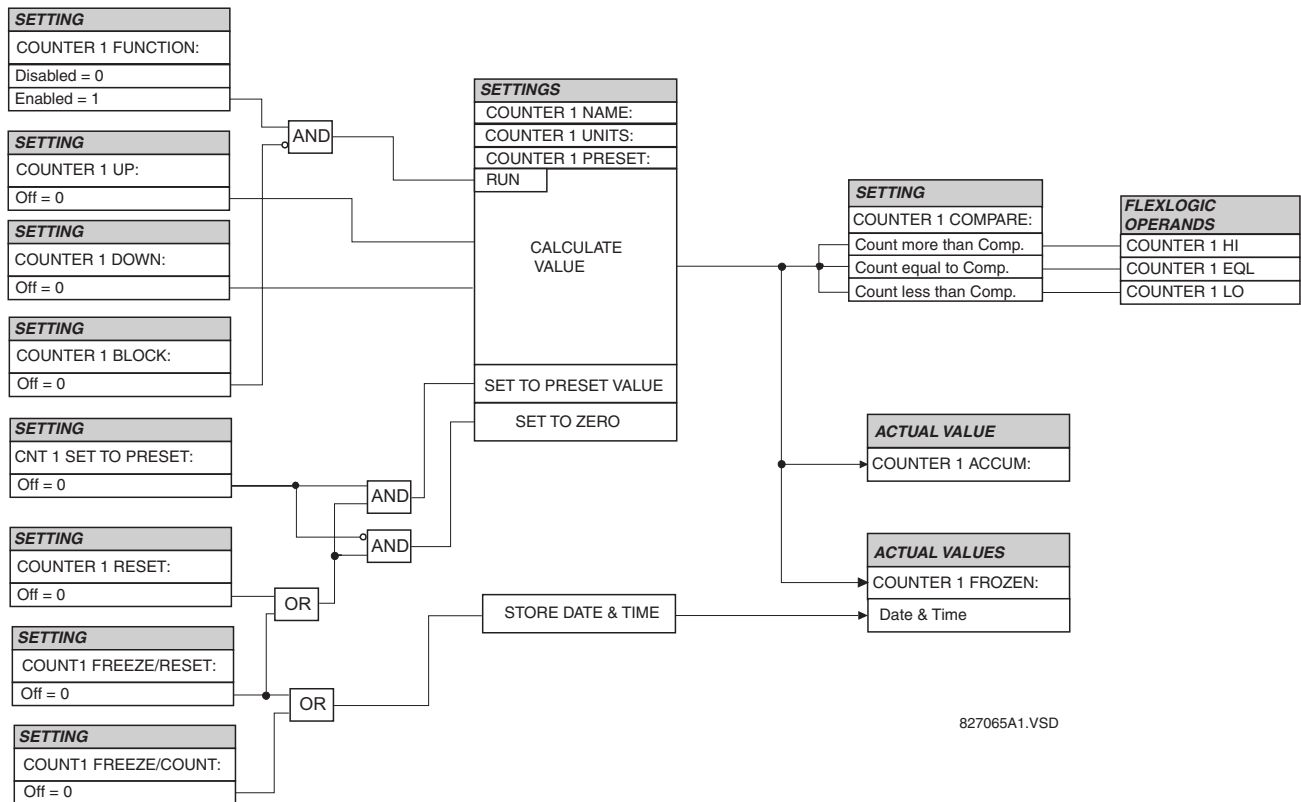 SETTING
COUNTER 1 FUNCTION:
Disabled = 0
Enabled = 1
SETTING
COUNTER 1 UP:
Off = 0
SETTING
COUNTER 1 DOWN:
Off = 0
SETTING
COUNTER 1 BLOCK:
Off = 0
SETTING
CNT 1 SET TO PRESET:
Off = 0
SETTING
COUNTER 1 RESET:
Off = 0
SETTING
COUNT1 FREEZE/RESET:
Off = 0
SETTING
COUNT1 FREEZE/COUNT:
Off = 0
AND
AND
AND
OR
OR
SETTINGS
COUNTER 1 NAME:
COUNTER 1 UNITS:
COUNTER 1 PRESET:
RUN
CALCULATE
VALUE
SET TO PRESET VALUE
SET TO ZERO
STORE DATE & TIME
SETTING
COUNTER 1 COMPARE:
Count more than Comp.
Count equal to Comp.
Count less than Comp.
FLEXLOGIC
OPERANDS
COUNTER 1 HI
COUNTER 1 EQL
COUNTER 1 LO
ACTUAL VALUE
COUNTER 1 ACCUM:
ACTUAL VALUES
COUNTER 1 FROZEN:
Date & Time
827065A1.VSD